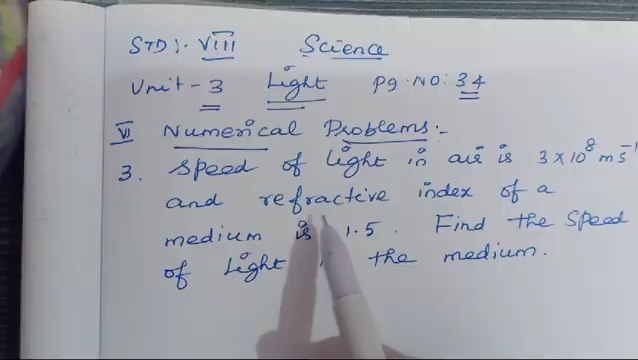 STD :- VIII Science
Unit - 3 Light Pg. NO: 34
VI Numerical Problems:-
3. Speed of light in air is 3 x 10⁸ ms⁻¹
and refractive index of a
medium is 1.5. Find the speed
of light the medium.